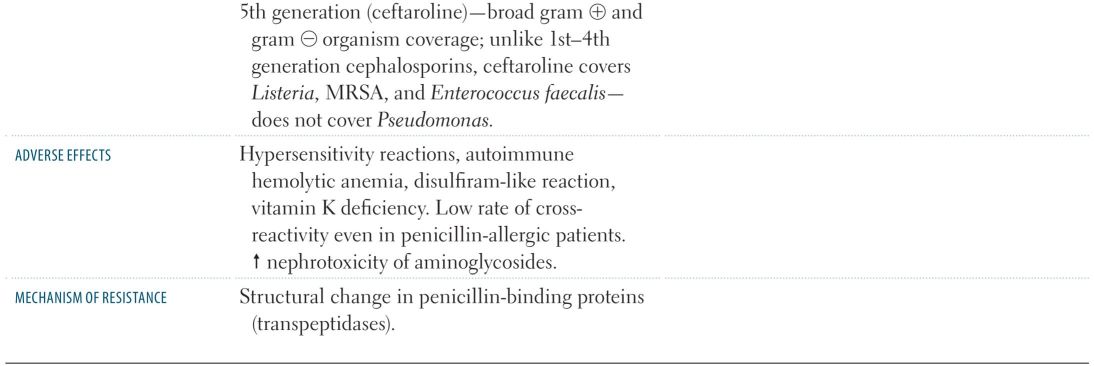 5th generation (ceftaroline)—broad gram ⊕ and
gram ⊖ organism coverage; unlike 1st–4th
generation cephalosporins, ceftaroline covers
Listeria, MRSA, and Enterococcus faecalis—
does not cover Pseudomonas.
ADVERSE EFFECTS
Hypersensitivity reactions, autoimmune
hemolytic anemia, disulfiram-like reaction,
vitamin K deficiency. Low rate of cross-
reactivity even in penicillin-allergic patients.
↑ nephrotoxicity of aminoglycosides.
MECHANISM OF RESISTANCE
Structural change in penicillin-binding proteins
(transpeptidases).